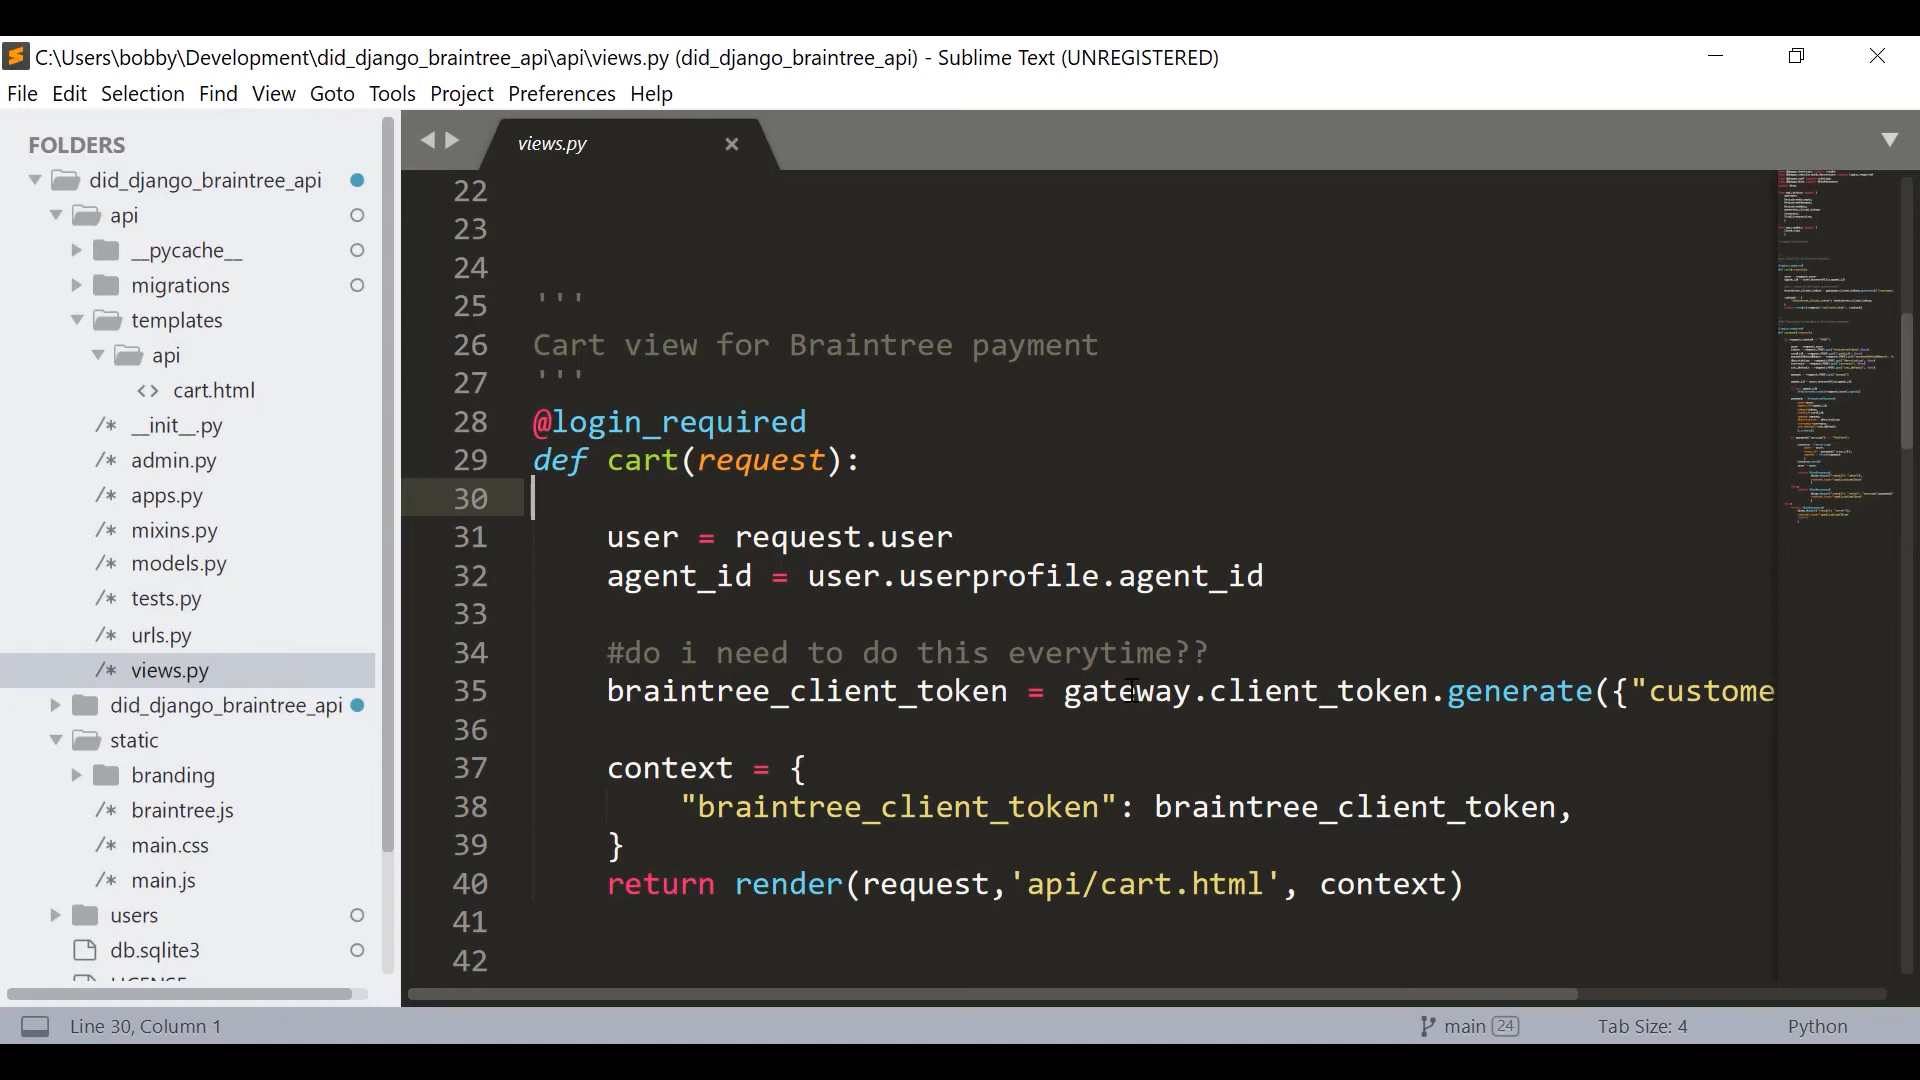 C:\Users\bobby\Development\did_django_braintree_api\api\views.py (did_django_braintree_api) - Sublime Text (UNREGISTERED)
File Edit Selection Find View Goto Tools Project Preferences Help
FOLDERS
did_django_braintree_api
api
__pycache__
migrations
templates
api
<> cart.html
/* __init__.py
/* admin.py
/* apps.py
/* mixins.py
/* models.py
/* tests.py
/* urls.py
/* views.py
did_django_braintree_api
static
branding
/* braintree.js
/* main.css
/* main.js
users
db.sqlite3
views.py
22
23
24
25 '''
26 Cart view for Braintree payment
27 '''
28 @login_required
29 def cart(request):
30
31 user = request.user
32 agent_id = user.userprofile.agent_id
33
34 #do i need to do this everytime??
35 braintree_client_token = gateway.client_token.generate({"custome
36
37 context = {
38 "braintree_client_token": braintree_client_token,
39 }
40 return render(request,'api/cart.html', context)
41
42
Line 30, Column 1
main 24
Tab Size: 4
Python